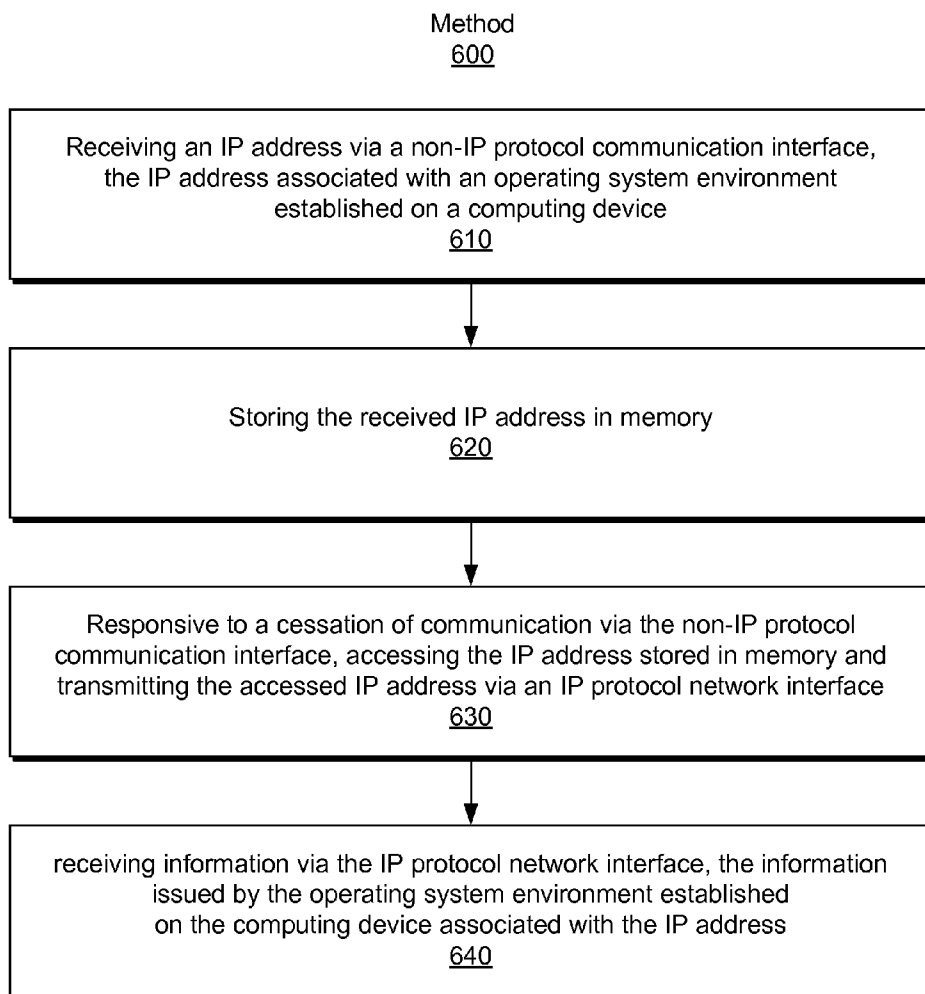 Method
600
Receiving an IP address via a non-IP protocol communication interface,
the IP address associated with an operating system environment
established on a computing device
610
Storing the received IP address in memory
620
Responsive to a cessation of communication via the non-IP protocol
communication interface, accessing the IP address stored in memory and
transmitting the accessed IP address via an IP protocol network interface
630
receiving information via the IP protocol network interface, the information
issued by the operating system environment established
on the computing device associated with the IP address
640